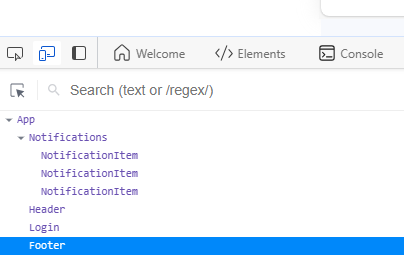 Welcome Elements Console
Search (text or /regex/)
App
Notifications
NotificationItem
NotificationItem
NotificationItem
Header
Login
Footer